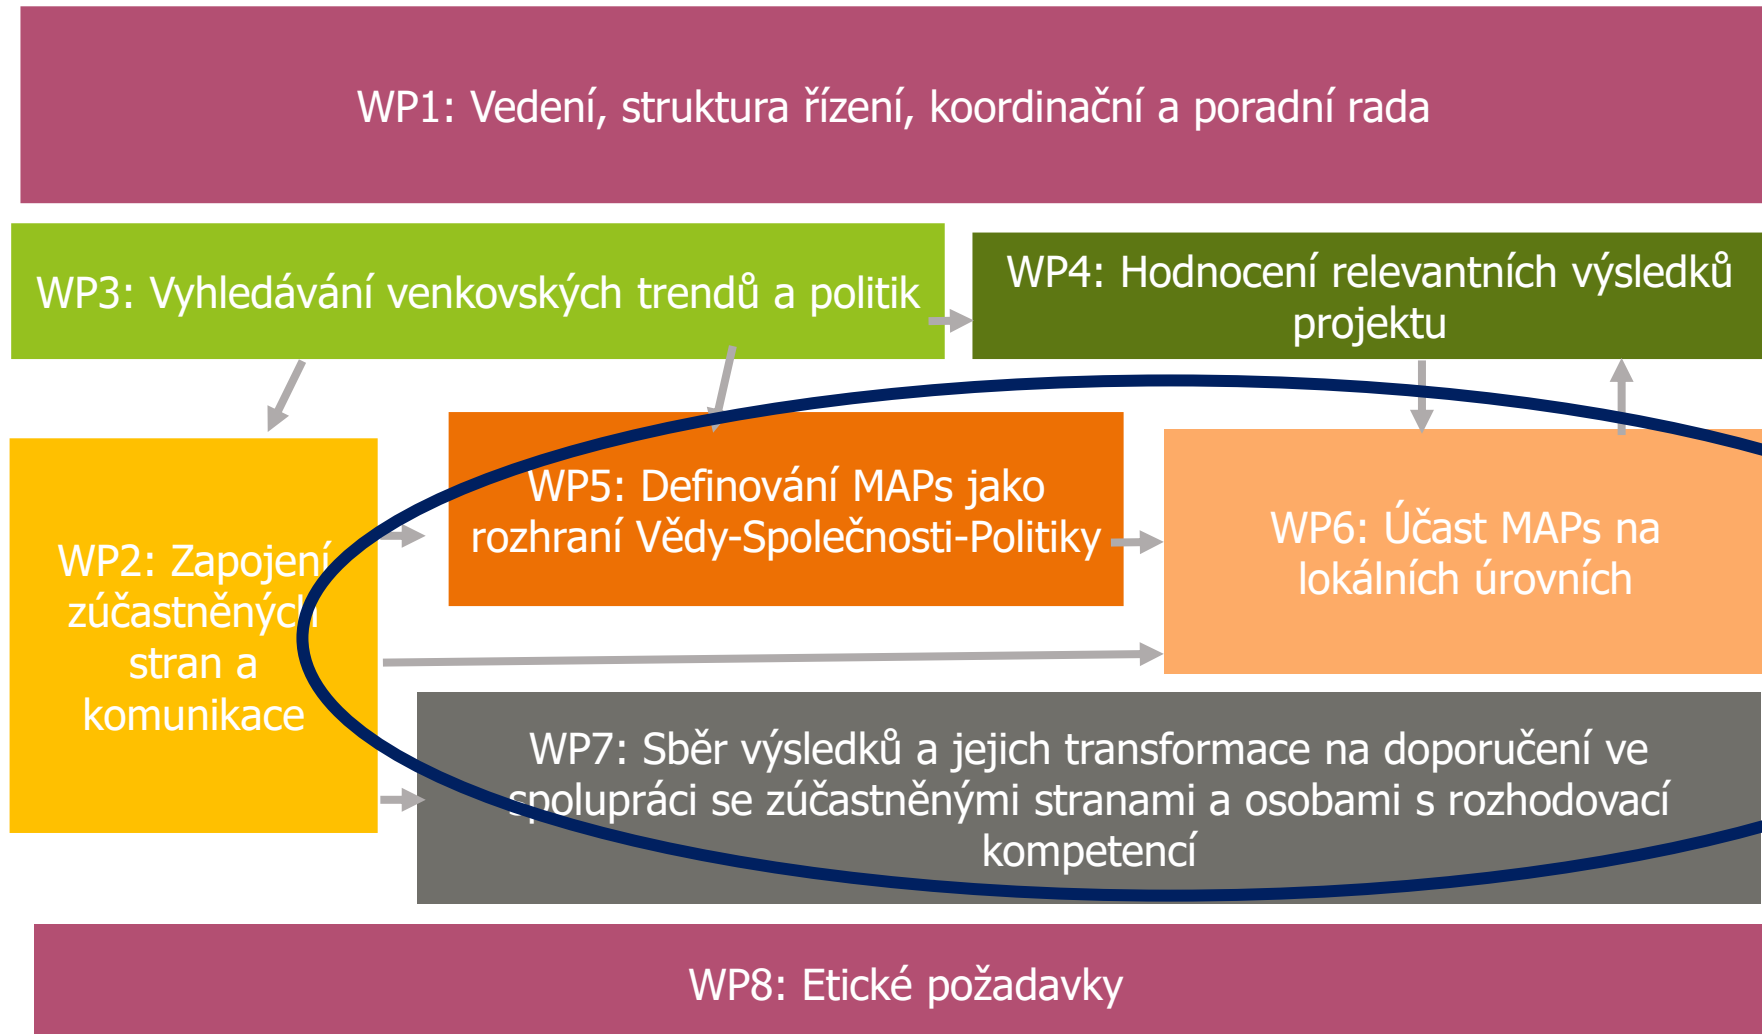 WP1: Vedení, struktura řízení, koordinační a poradní rada
WP3: Vyhledávání venkovských trendů a politik
WP4: Hodnocení relevantních výsledků
projektu
WP2: Zapojení
zúčastněných
stran a
komunikace
WP5: Definování MAPs jako
rozhraní Vědy-Společnosti-Politiky
WP6: Účast MAPs na
lokálních úrovních
WP7: Sběr výsledků a jejich transformace na doporučení ve
spolupráci se zúčastněnými stranami a osobami s rozhodovací
kompetencí
WP8: Etické požadavky